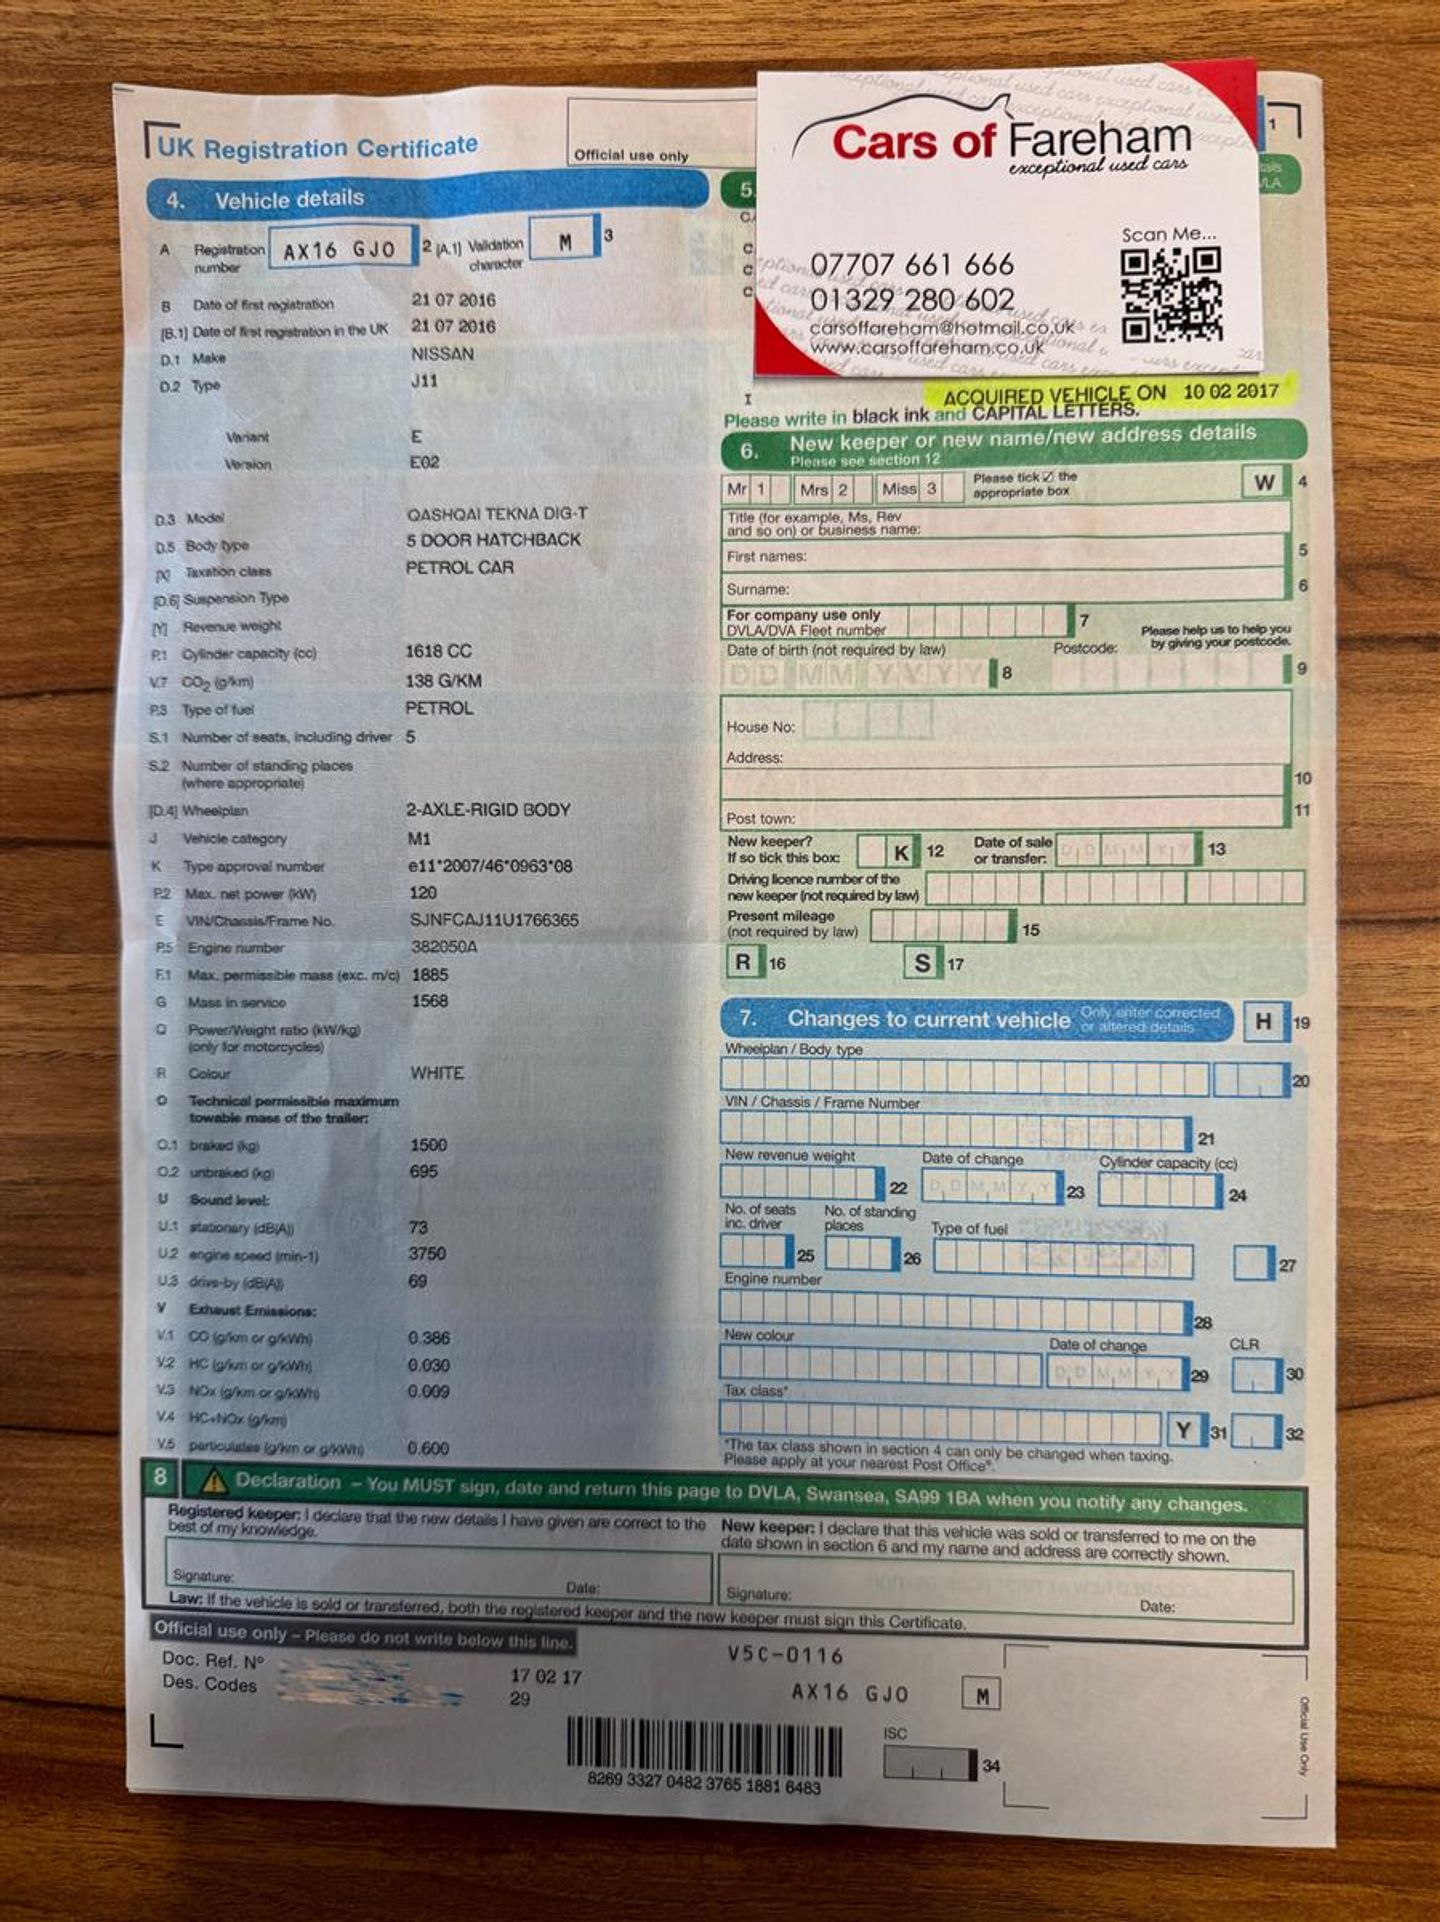 UK Registration Certificate
Official use only
1
4. Vehicle details
A Registration number AX16 GJO 2 [A.1] Validation character M 3
B Date of first registration 21 07 2016
[B.1] Date of first registration in the UK 21 07 2016
D.1 Make NISSAN
D.2 Type J11
Variant E
Version E02
D.3 Model QASHQAI TEKNA DIG-T
D.5 Body type 5 DOOR HATCHBACK
[X] Taxation class PETROL CAR
[D.6] Suspension Type
[Y] Revenue weight
P.1 Cylinder capacity (cc) 1618 CC
V.7 CO2 (g/km) 138 G/KM
P.3 Type of fuel PETROL
S.1 Number of seats, including driver 5
S.2 Number of standing places
(where appropriate)
[D.4] Wheelplan 2-AXLE-RIGID BODY
J Vehicle category M1
K Type approval number e11*2007/46*0963*08
P.2 Max. net power (kW) 120
E VIN/Chassis/Frame No. SJNFCAJ11U1766365
P.5 Engine number 382050A
F.1 Max. permissible mass (exc. m/c) 1885
G Mass in service 1568
Q Power/Weight ratio (kW/kg)
(only for motorcycles)
R Colour WHITE
O Technical permissible maximum
towable mass of the trailer:
O.1 braked (kg) 1500
O.2 unbraked (kg) 695
U Sound level:
U.1 stationary (dB(A)) 73
U.2 engine speed (min-1) 3750
U.3 drive-by (dB(A)) 69
V Exhaust Emissions:
V.1 CO (g/km or g/kWh) 0.386
V.2 HC (g/km or g/kWh) 0.030
V.3 NOx (g/km or g/kWh) 0.009
V.4 HC+NOx (g/km)
V.5 particulates (g/km or g/kWh) 0.600
5.
Cars of Fareham
exceptional used cars
Scan Me...
07707 661 666
01329 280 602
carsoffareham@hotmail.co.uk
www.carsoffareham.co.uk
ACQUIRED VEHICLE ON 10 02 2017
Please write in black ink and CAPITAL LETTERS.
6. New keeper or new name/new address details
Please see section 12
Mr 1 Mrs 2 Miss 3 Please tick ☑ the appropriate box W 4
Title (for example, Ms, Rev
and so on) or business name:
First names: 5
Surname: 6
For company use only
DVLA/DVA Fleet number 7
Please help us to help you
by giving your postcode.
Date of birth (not required by law) Postcode:
D D M M Y Y Y Y 8 9
House No:
Address:
10
Post town: 11
New keeper?
If so tick this box: K 12 Date of sale or transfer: D D M M Y Y 13
Driving licence number of the
new keeper (not required by law)
Present mileage
(not required by law) 15
R 16 S 17
7. Changes to current vehicle Only enter corrected or altered details H 19
Wheelplan / Body type
20
VIN / Chassis / Frame Number
21
New revenue weight Date of change Cylinder capacity (cc)
22 D D M M Y Y 23 24
No. of seats inc. driver No. of standing places Type of fuel
25 26 27
Engine number
28
New colour Date of change CLR
D D M M Y Y 29 30
Tax class*
Y 31 32
*The tax class shown in section 4 can only be changed when taxing.
Please apply at your nearest Post Office®.
8 Declaration – You MUST sign, date and return this page to DVLA, Swansea, SA99 1BA when you notify any changes.
Registered keeper: I declare that the new details I have given are correct to the
best of my knowledge.
Signature: Date:
New keeper: I declare that this vehicle was sold or transferred to me on the
date shown in section 6 and my name and address are correctly shown.
Signature: Date:
Law: If the vehicle is sold or transferred, both the registered keeper and the new keeper must sign this Certificate.
Official use only – Please do not write below this line.
Doc. Ref. Nº 17 02 17
Des. Codes 29
V5C-0116
AX16 GJO M
ISC
34
8269 3327 0482 3765 1881 6483
Official Use Only